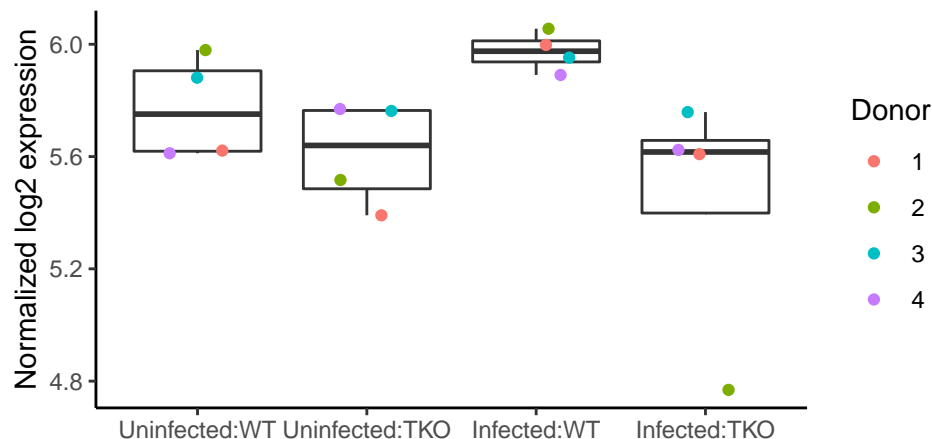 Normalized log2 expression
6.0
5.6
5.2
4.8
Uninfected:WT
Uninfected:TKO
Infected:WT
Infected:TKO
Donor
1
2
3
4